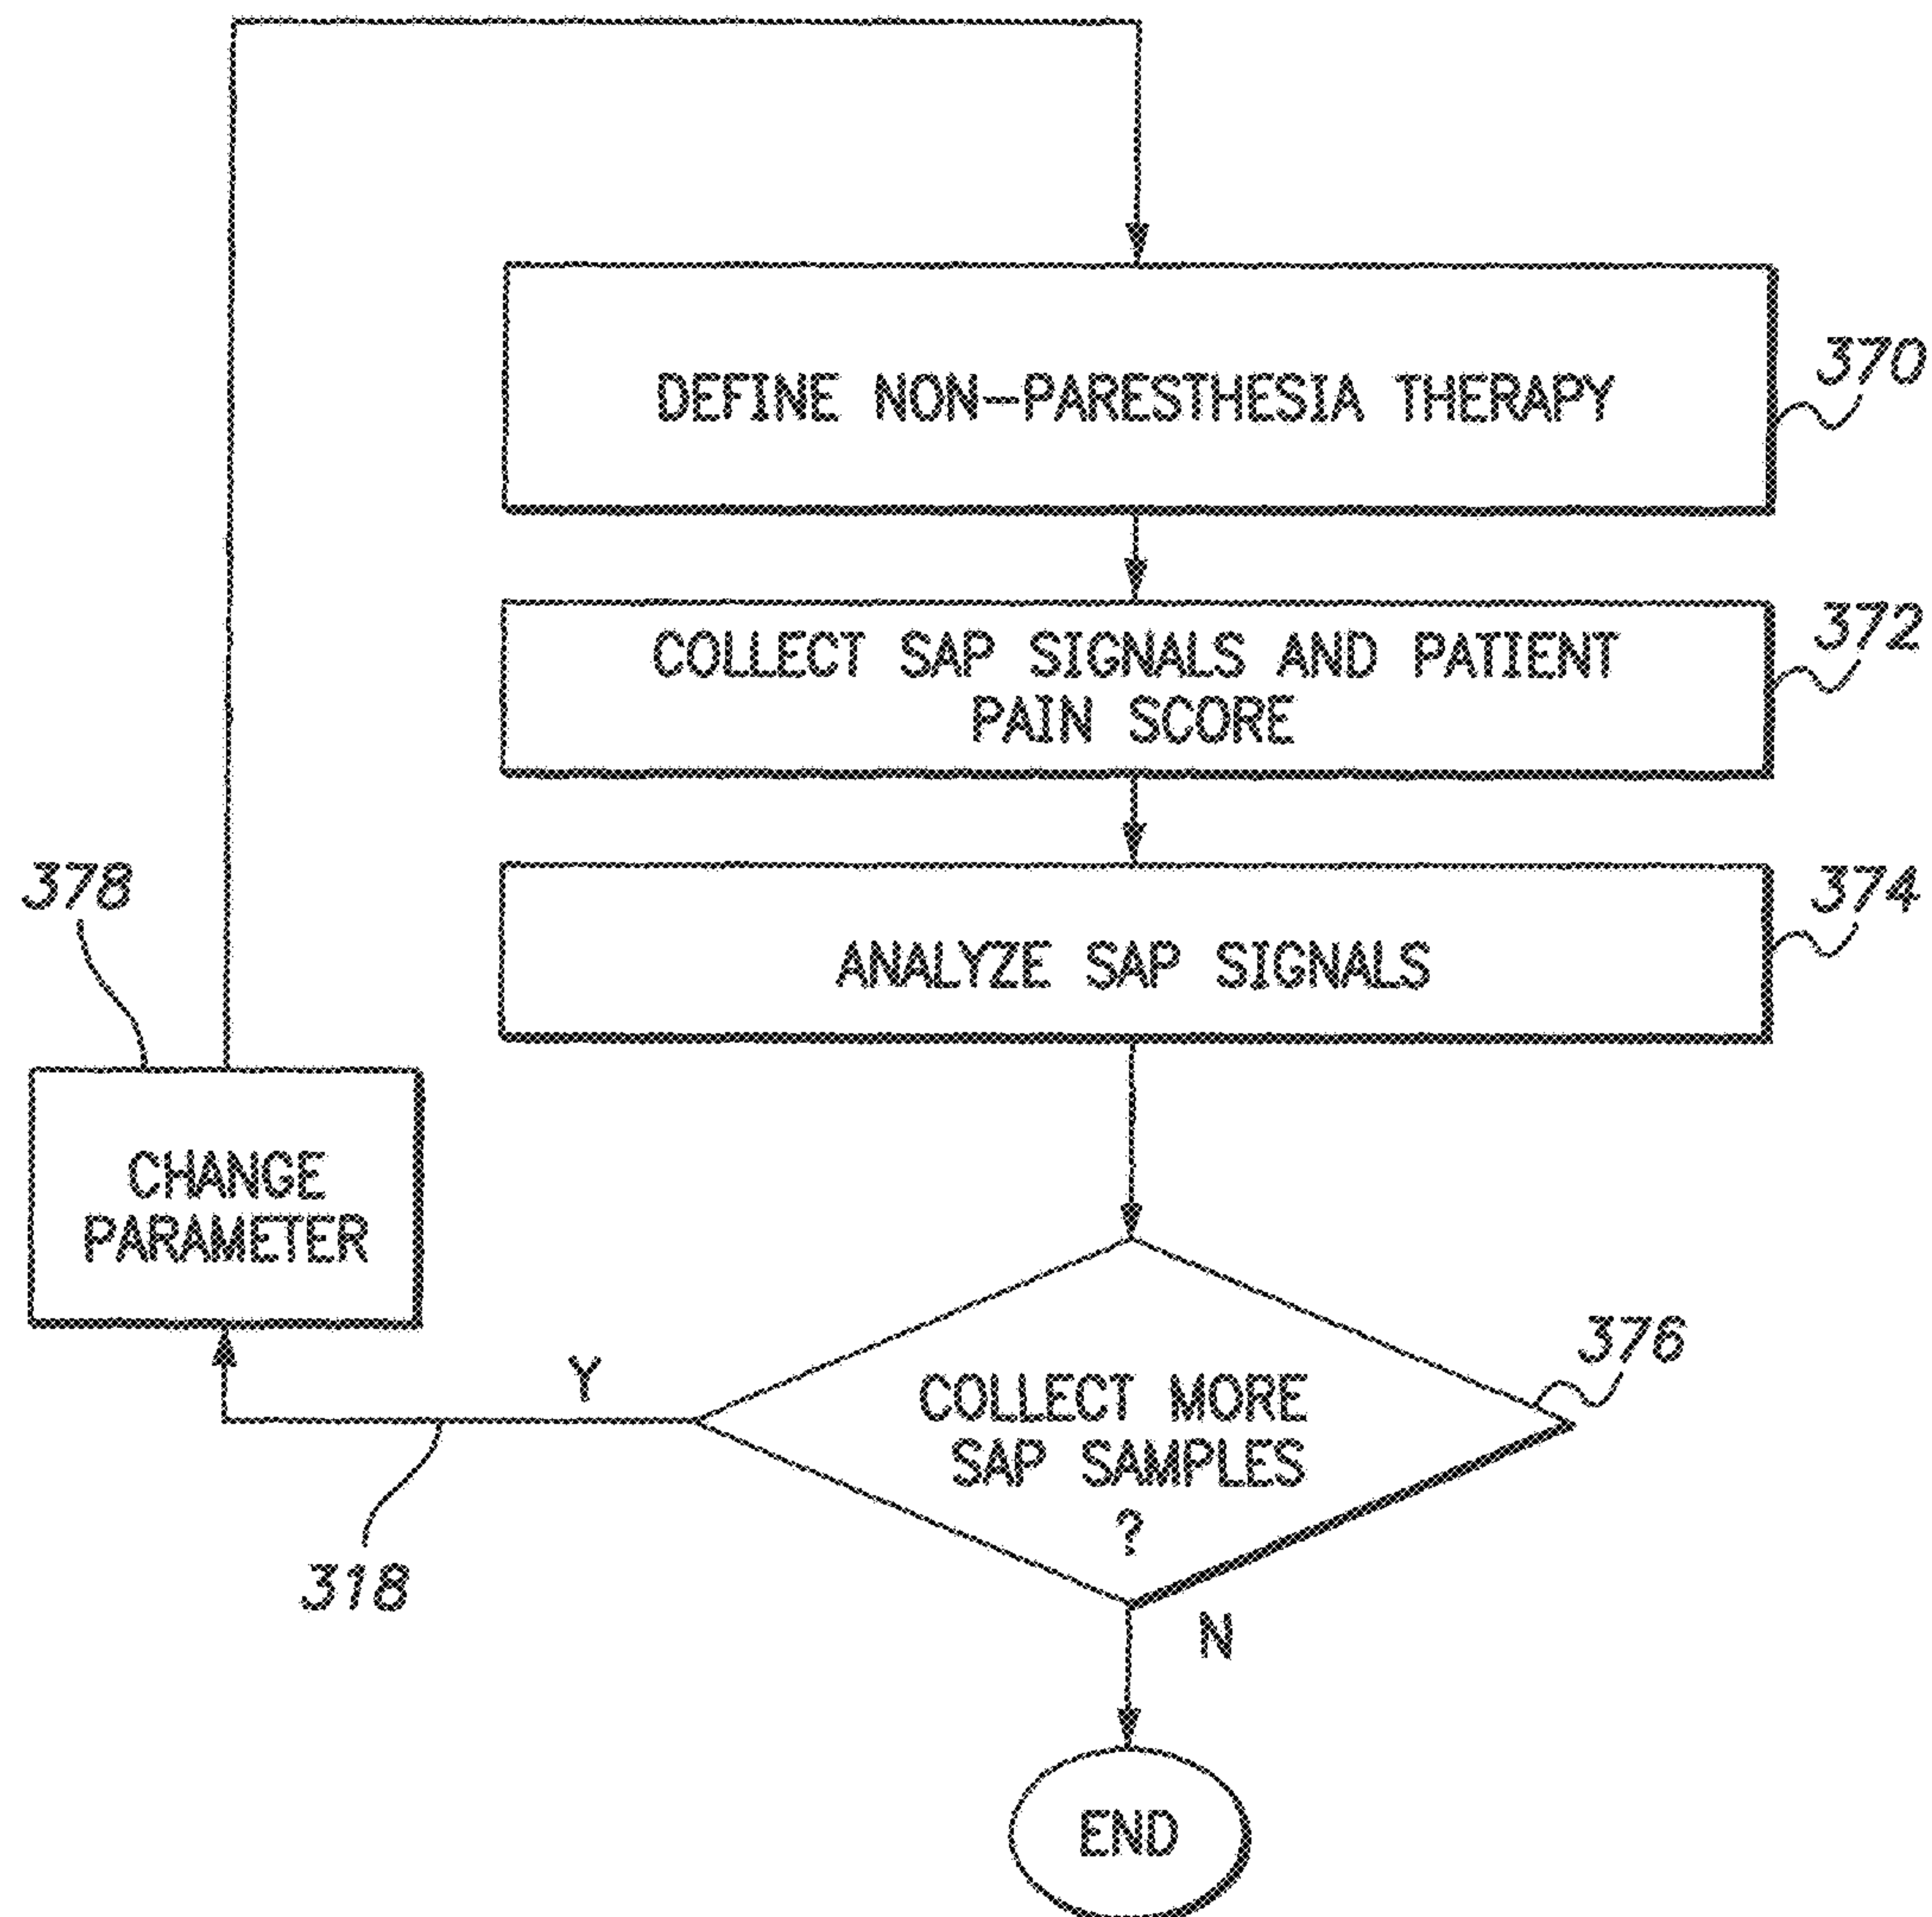 DEFINE NON-PARESTHESIA THERAPY
370
COLLECT SAP SIGNALS AND PATIENT
PAIN SCORE
372
ANALYZE SAP SIGNALS
374
378
CHANGE
PARAMETER
Y
318
COLLECT MORE
SAP SAMPLES
?
376
N
END